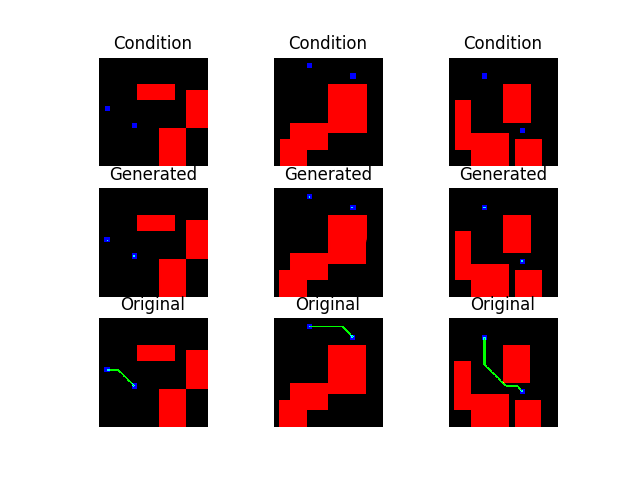 Condition
Condition
Condition
Generated
Generated
Generated
Original
Original
Original